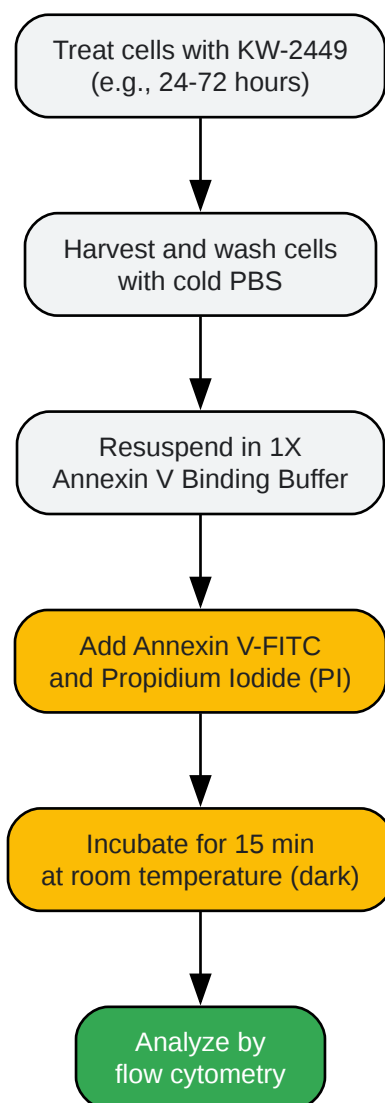 Treat cells with KW-2449
(e.g., 24-72 hours)
Harvest and wash cells
with cold PBS
Resuspend in 1X
Annexin V Binding Buffer
Add Annexin V-FITC
and Propidium Iodide (PI)
Incubate for 15 min
at room temperature (dark)
Analyze by
flow cytometry